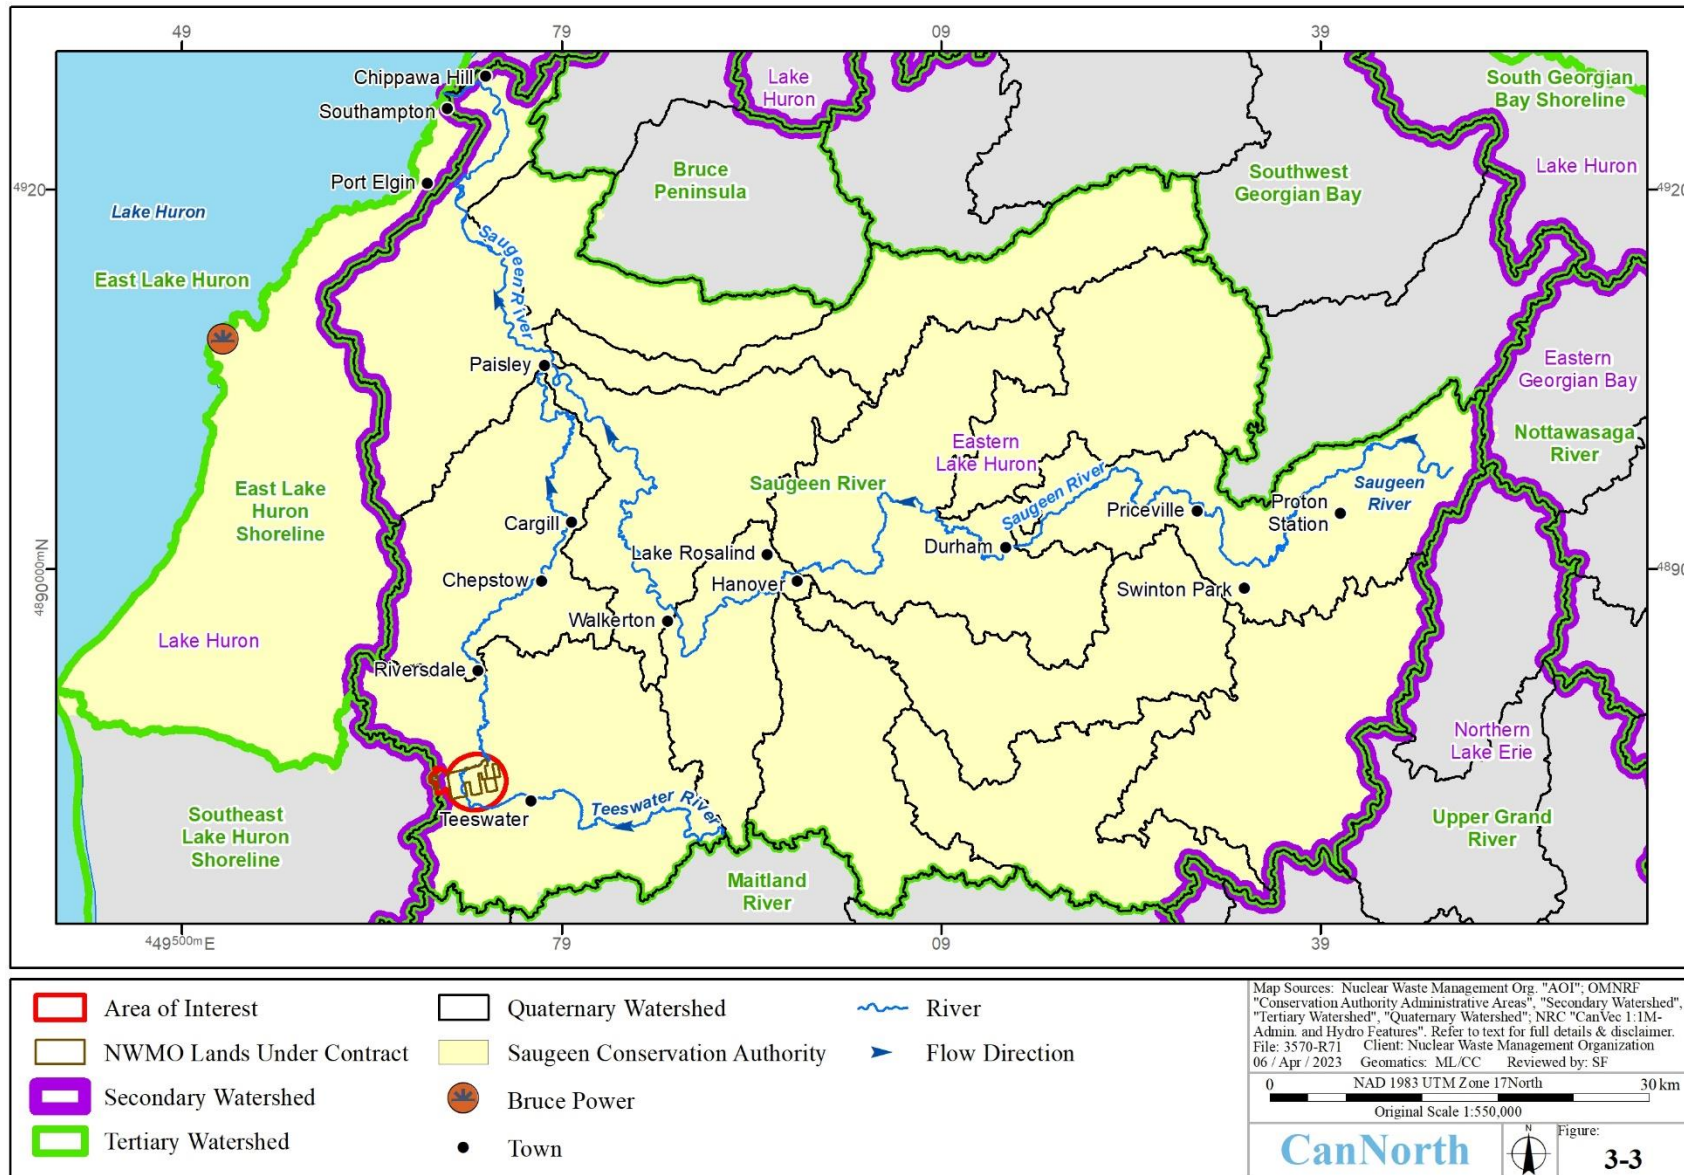 49
79
09
39
Chippawa Hill
Southampton
Port Elgin
Lake
Huron
South Georgian
Bay Shoreline
4920
4920
Lake Huron
Bruce
Peninsula
Southwest
Georgian Bay
Lake Huron
East Lake Huron
Saugeen River
Paisley
Eastern
Georgian Bay
Nottawasaga
River
East Lake
Huron
Shoreline
Eastern
Lake Huron
Saugeen River
Saugeen River
Saugeen
River
Cargill
Priceville
Proton
Station
Lake Rosalind
Durham
Chepstow
Hanover
Swinton Park
4890000mN
4890
Walkerton
Lake Huron
Riversdale
Northern
Lake Erie
Teeswater
Teeswater River
Southeast
Lake Huron
Shoreline
Upper Grand
River
Maitland
River
449500mE
79
09
39
Area of Interest
NWMO Lands Under Contract
Secondary Watershed
Tertiary Watershed
Quaternary Watershed
Saugeen Conservation Authority
Bruce Power
Town
River
Flow Direction
Map Sources: Nuclear Waste Management Org. "AOI"; OMNRF
"Conservation Authority Administrative Areas", "Secondary Watershed",
"Tertiary Watershed", "Quaternary Watershed"; NRC "CanVec 1:1M-
Admin. and Hydro Features". Refer to text for full details & disclaimer.
File: 3570-R71 Client: Nuclear Waste Management Organization
06 / Apr / 2023 Geomatics: ML/CC Reviewed by: SF
0 NAD 1983 UTM Zone 17North 30 km
Original Scale 1:550,000
CanNorth
N
Figure:
3-3